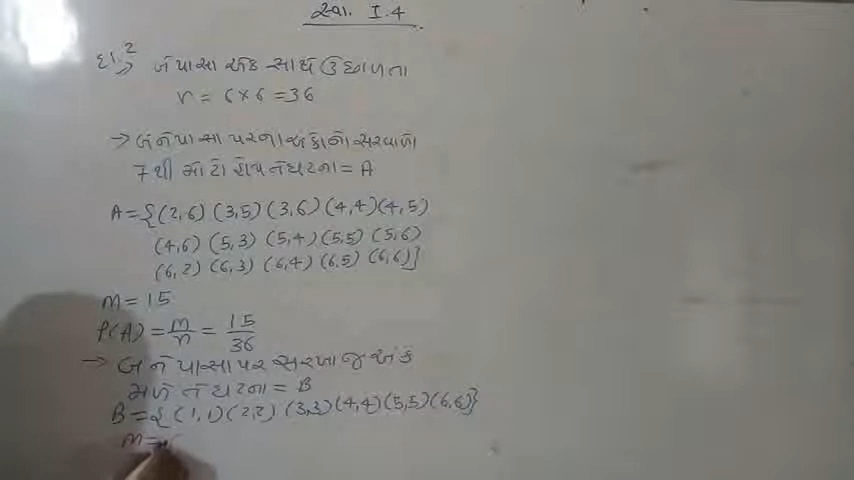 સ્વા. I.4
દા.2 → બે પાસા એક સાથે ઉછાળતા
n = 6×6 = 36
→ બંને પાસા પરના અંકોનો સરવાળો
7થી મોટો હોય તે ઘટના = A
A = {(2,6) (3,5) (3,6) (4,4) (4,5)
(4,6) (5,3) (5,4) (5,5) (5,6)
(6,2) (6,3) (6,4) (6,5) (6,6)}
m = 15
P(A) = m/n = 15/36
→ બંને પાસા પર સરખા જ અંક
મળે તે ઘટના = B
B = {(1,1) (2,2) (3,3) (4,4) (5,5) (6,6)}
m =